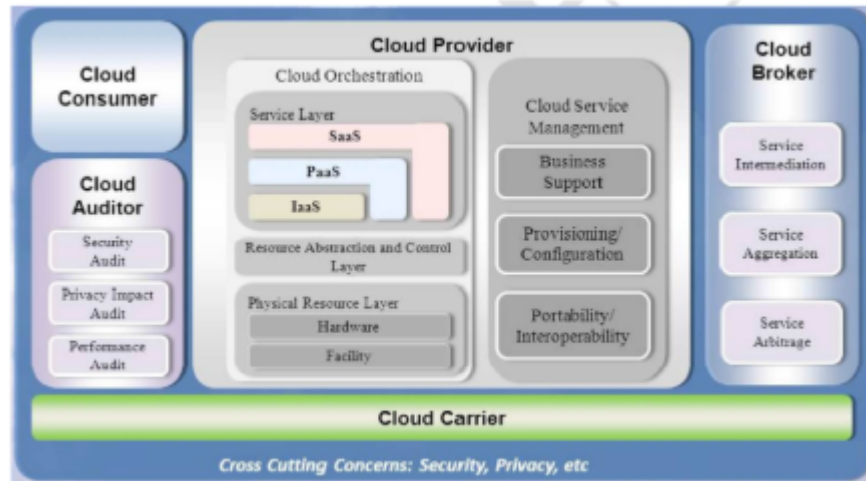 Cloud
Consumer
Cloud
Auditor
Security
Audit
Privacy Impact
Audit
Performance
Audit
Cloud Provider
Cloud Orchestration
Service Layer
SaaS
PaaS
IaaS
Resource Abstraction and Control
Layer
Physical Resource Layer
Hardware
Facility
Cloud Service
Management
Business
Support
Provisioning/
Configuration
Portability/
Interoperability
Cloud
Broker
Service
Intermediation
Service
Aggregation
Service
Arbitrage
Cloud Carrier
Cross Cutting Concerns: Security, Privacy, etc